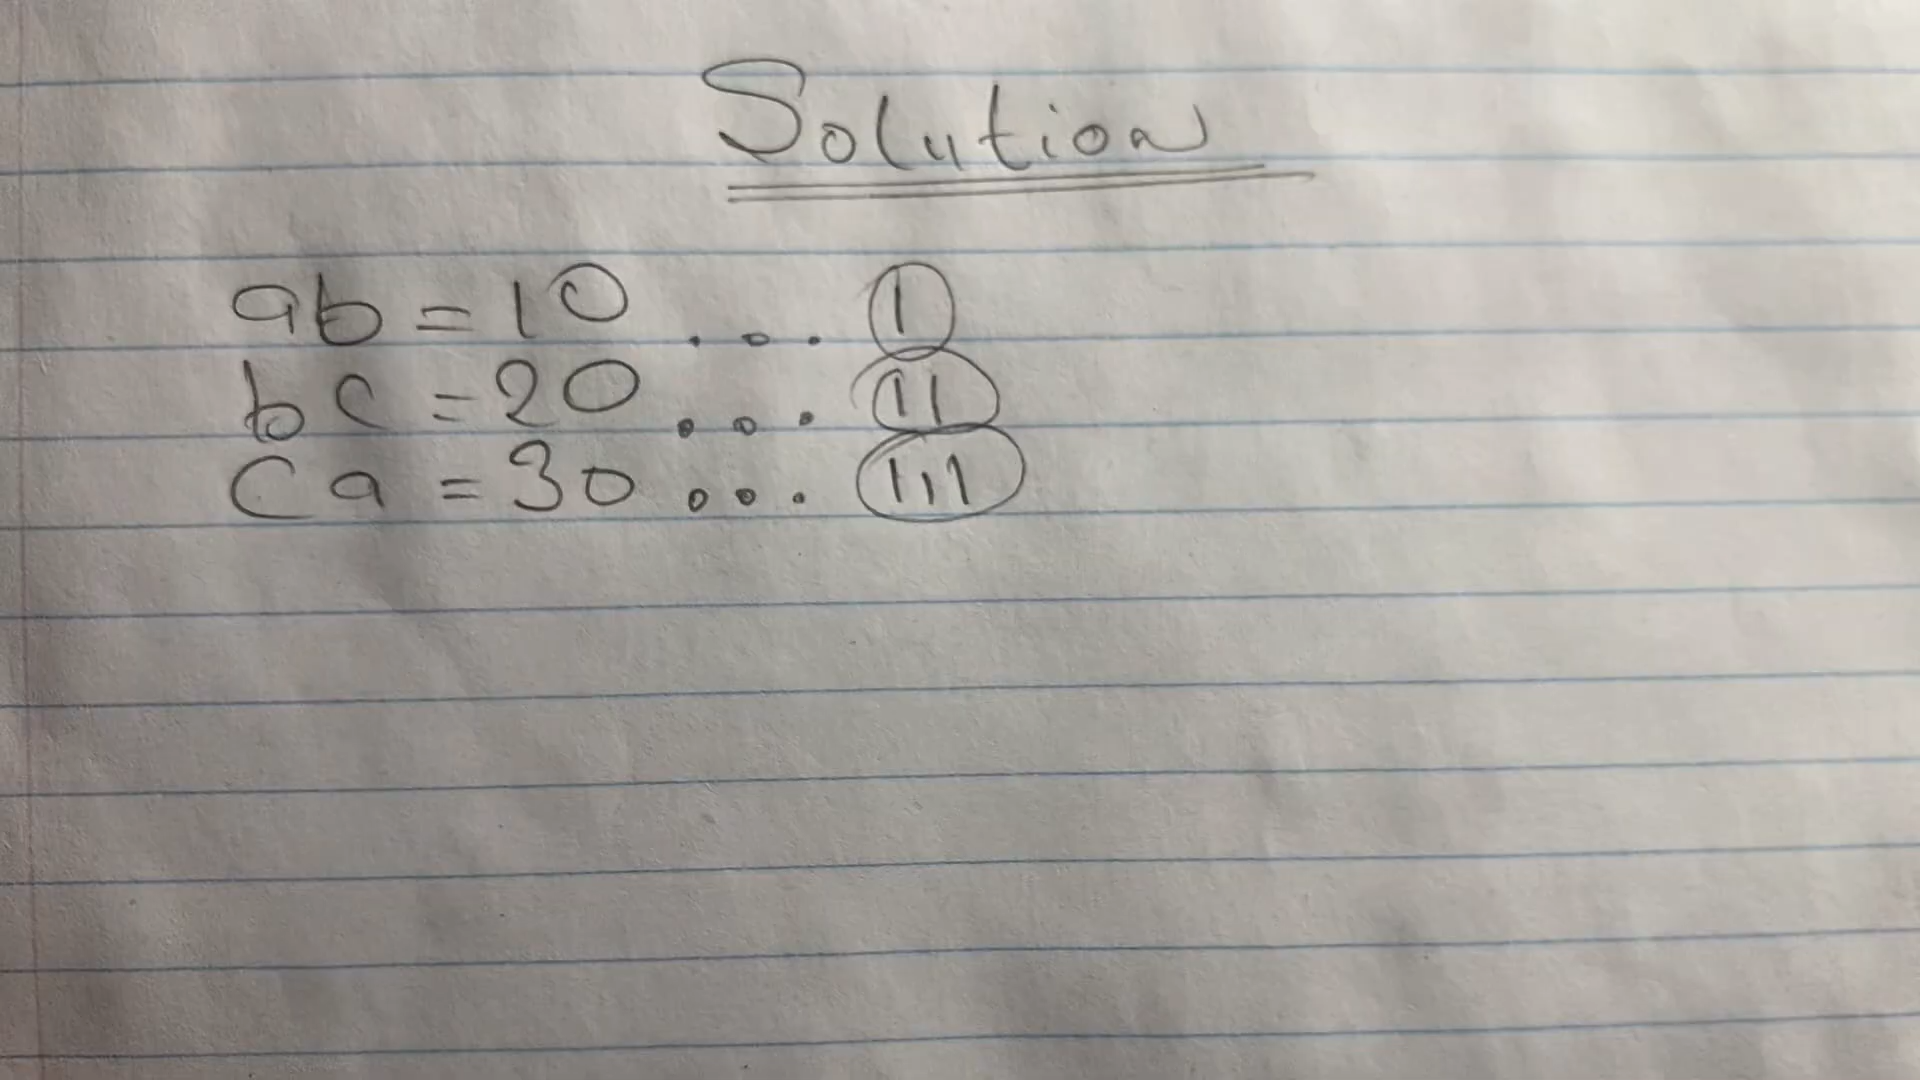 Solution
ab = 10 ... I
bc = 20 ... II
ca = 30 ... III